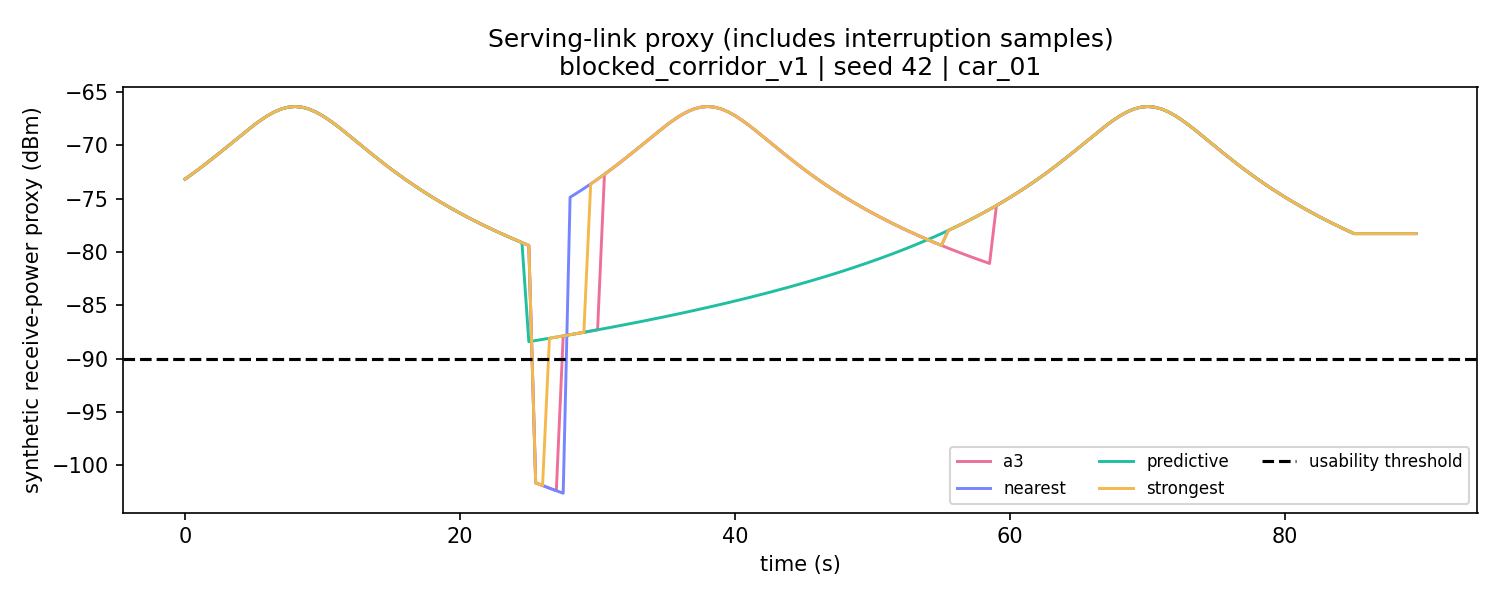 Serving-link proxy (includes interruption samples)
blocked_corridor_v1 | seed 42 | car_01
synthetic receive-power proxy (dBm)
−65
−70
−75
−80
−85
−90
−95
−100
a3
nearest
predictive
strongest
usability threshold
0
20
40
60
80
time (s)